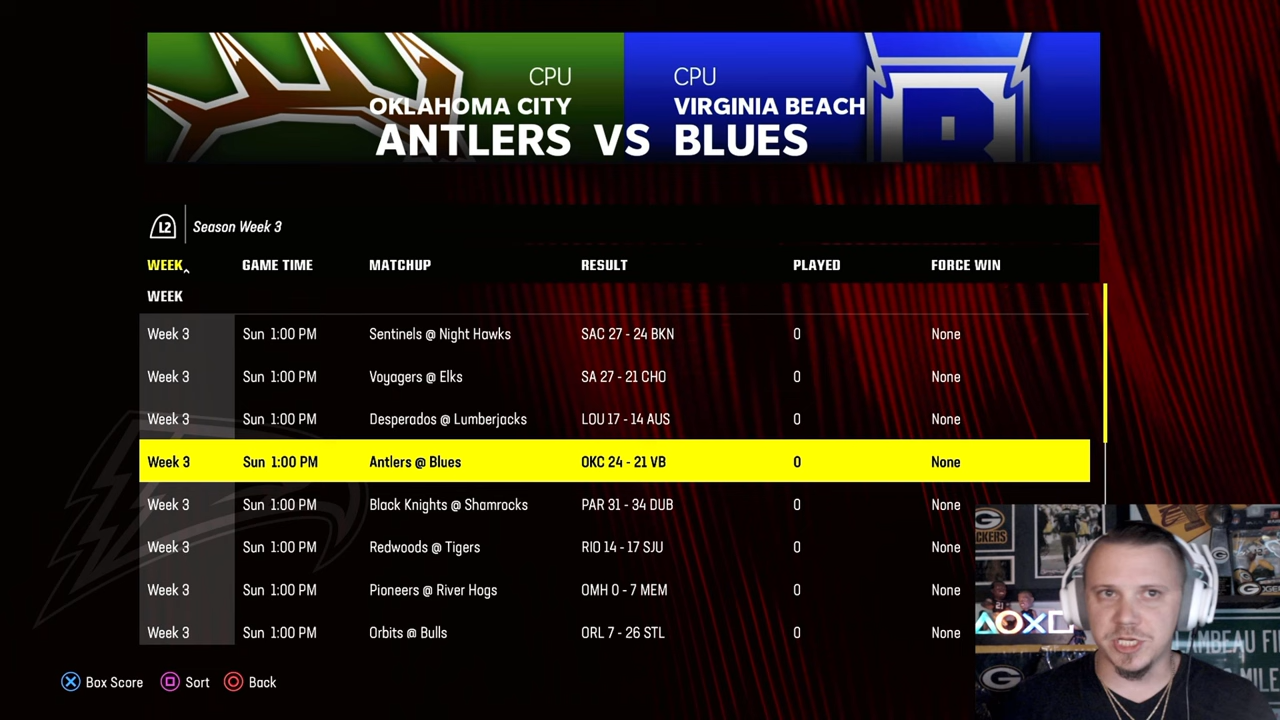 CPU
OKLAHOMA CITY
ANTLERS VS BLUES
CPU
VIRGINIA BEACH
L2 Season Week 3
WEEK GAME TIME MATCHUP RESULT PLAYED FORCE WIN
WEEK
Week 3 Sun 1:00 PM Sentinels @ Night Hawks SAC 27 - 24 BKN 0 None
Week 3 Sun 1:00 PM Voyagers @ Elks SA 27 - 21 CHO 0 None
Week 3 Sun 1:00 PM Desperados @ Lumberjacks LOU 17 - 14 AUS 0 None
Week 3 Sun 1:00 PM Antlers @ Blues OKC 24 - 21 VB 0 None
Week 3 Sun 1:00 PM Black Knights @ Shamrocks PAR 31 - 34 DUB 0 None
Week 3 Sun 1:00 PM Redwoods @ Tigers RIO 14 - 17 SJU 0 None
Week 3 Sun 1:00 PM Pioneers @ River Hogs OMH 0 - 7 MEM 0 None
Week 3 Sun 1:00 PM Orbits @ Bulls ORL 7 - 26 STL 0 None
Box Score Sort Back
B
G
CKERS
AMBEAU FI
MILE
G